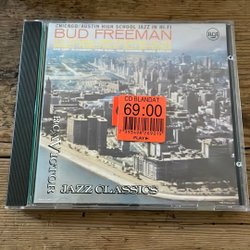 CHICAGO/AUSTIN HIGH SCHOOL JAZZ IN HI-FI
BUD FREEMAN
RCA
CD BLANDAT
69:00
PLAY
RCA VICTOR
JAZZ CLASSICS